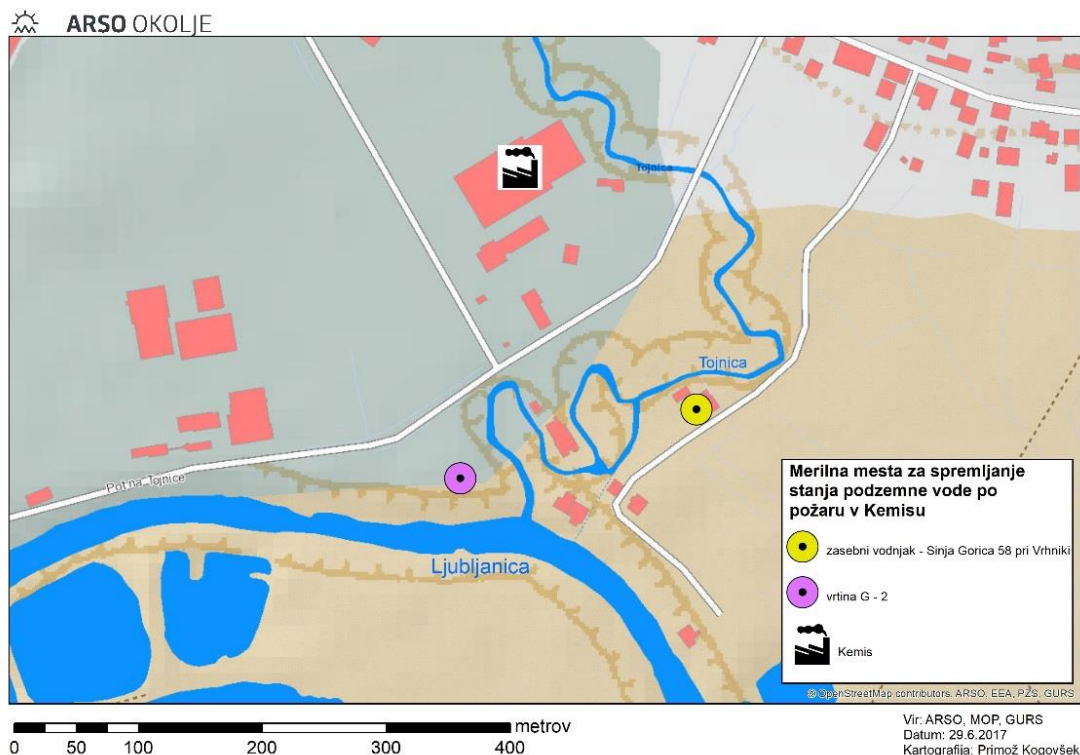 ARSO OKOLJE
Tojnica
Tojnica
Pot na Tojnice
Ljubljanica
Merilna mesta za spremljanje
stanja podzemne vode po
požaru v Kemisu
zasebni vodnjak - Sinja Gorica 58 pri Vrhniki
vrtina G - 2
Kemis
© OpenStreetMap contributors, ARSO, EEA, PZS, GURS
metrov
0 50 100 200 300 400
Vir: ARSO, MOP, GURS
Datum: 29.6.2017
Kartografija: Primož Kogovšek